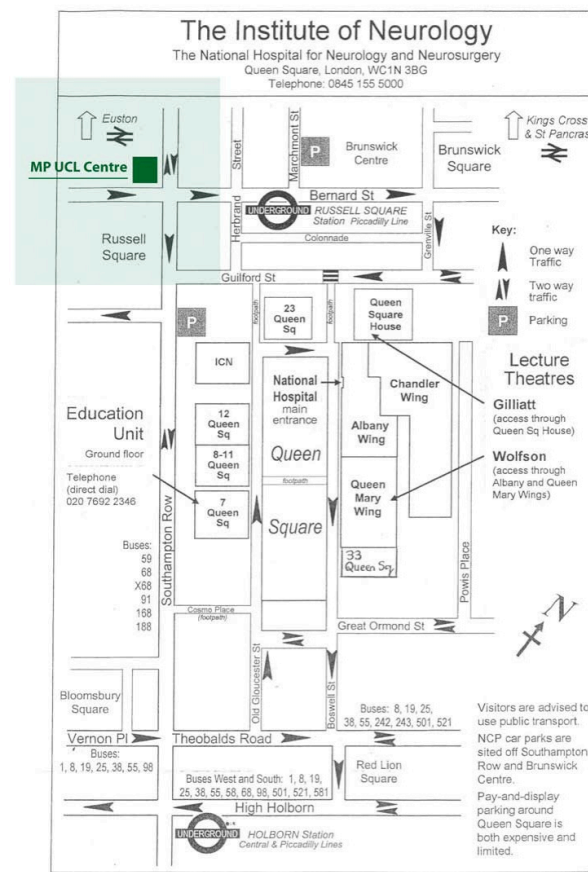 The Institute of Neurology
The National Hospital for Neurology and Neurosurgery
Queen Square, London, WC1N 3BG
Telephone: 0845 155 5000
Euston
MP UCL Centre
Herbrand Street
Marchmont St
P
Brunswick
Centre
Brunswick
Square
Kings Cross
& St Pancras
Bernard St
UNDERGROUND
RUSSELL SQUARE
Station Piccadilly Line
Colonnade
Grenville St
Russell
Square
Guilford St
Key:
One way
Traffic
Two way
traffic
P
Parking
P
footpath
23
Queen
Sq
footpath
Queen
Square
House
ICN
National
Hospital
main
entrance
Chandler
Wing
Albany
Wing
Lecture
Theatres
Gilliatt
(access through
Queen Sq House)
Wolfson
(access through
Albany and Queen
Mary Wings)
Education
Unit
Ground floor
Telephone
(direct dial)
020 7692 2346
12
Queen
Sq
8-11
Queen
Sq
7
Queen
Sq
Queen
footpath
Square
Queen
Mary
Wing
33
Queen Sq
Southampton Row
Powis Place
Buses:
59
68
X68
91
168
188
Cosmo Place
(footpath)
Great Ormond St
N
Old Gloucester St
Boswell St
Bloomsbury
Square
Buses: 8, 19, 25,
38, 55, 242, 243, 501, 521
Vernon Pl
Theobalds Road
Buses:
1, 8, 19, 25, 38, 55, 98
Buses West and South: 1, 8, 19,
25, 38, 55, 58, 68, 98, 501, 521, 581
Red Lion
Square
High Holborn
UNDERGROUND
HOLBORN Station
Central & Piccadilly Lines
Visitors are advised to
use public transport.
NCP car parks are
sited off Southampton
Row and Brunswick
Centre.
Pay-and-display
parking around
Queen Square is
both expensive and
limited.